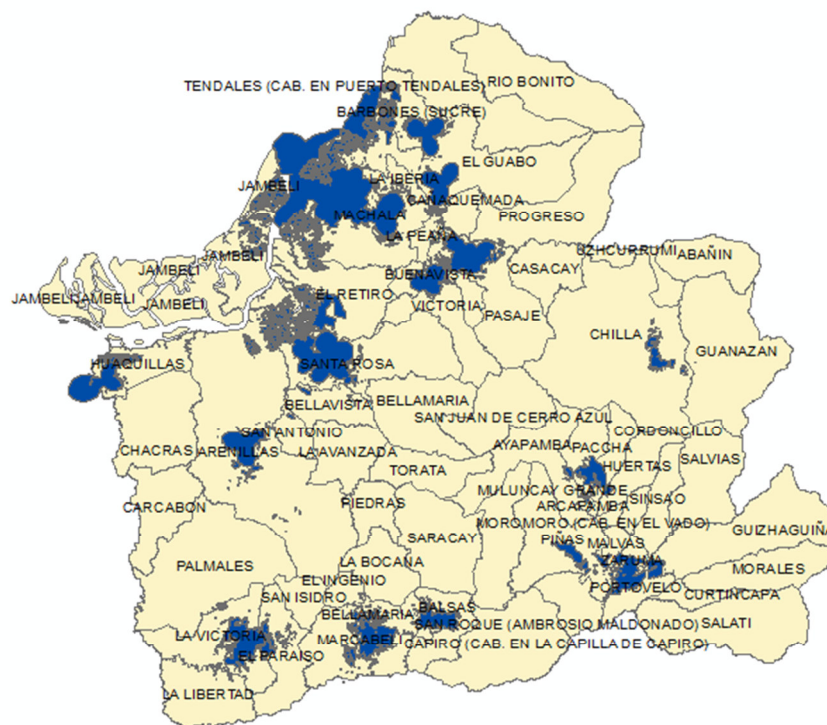 RIO BONITO
TENDALES (CAB. EN PUERTO TENDALES)
BARBONES (SUCRE)
EL GUABO
LA IBERIA
JAMBELI
CAÑAQUEMADA
MACHALA
PROGRESO
LA PEAÑA
UZHCURRUMI
ABAÑIN
JAMBELI
CASACAY
JAMBELI
BUENAVISTA
JAMBELI
JAMBELI
JAMBELI
EL RETIRO
VICTORIA
PASAJE
CHILLA
GUANAZAN
HUAQUILLAS
SANTA ROSA
BELLAVISTA
BELLAMARIA
SAN JUAN DE CERRO AZUL
SAN ANTONIO
CORDONCILLO
CHACRAS
ARENILLAS
LA AVANZADA
AYAPAMBA
PACCHA
SALVIAS
TORATA
HUERTAS
MULUNCAY GRANDE
SINSAO
CARCABON
PIEDRAS
ARCAPAMBA
MOROMORO (CAB. EN EL VADO)
GUIZHAGUIÑA
SARACAY
PIÑAS
MALVAS
PALMALES
LA BOCANA
ZARUMA
MORALES
EL INGENIO
PORTOVELO
CURTINCAPA
SAN ISIDRO
BELLAMARIA
BALSAS
SAN ROQUE (AMBROSIO MALDONADO)
SALATI
LA VICTORIA
MARCABELI
CAPIRO (CAB. EN LA CAPILLA DE CAPIRO)
EL PARAISO
LA LIBERTAD